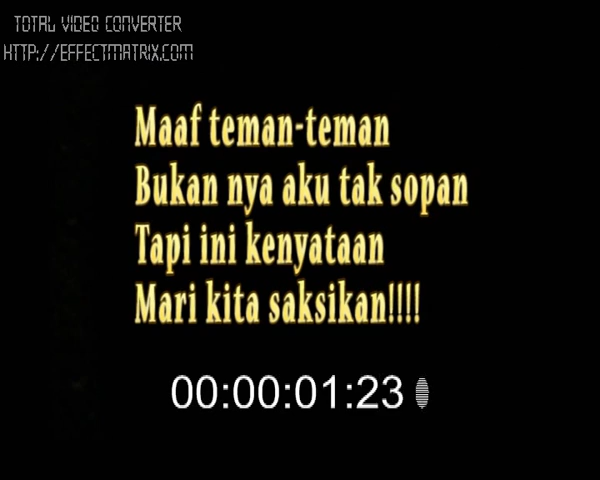 TOTAL VIDEO CONVERTER
HTTP://EFFECTMATRIX.COM
Maaf teman-teman
Bukan nya aku tak sopan
Tapi ini kenyataan
Mari kita saksikan!!!!
00:00:01:23